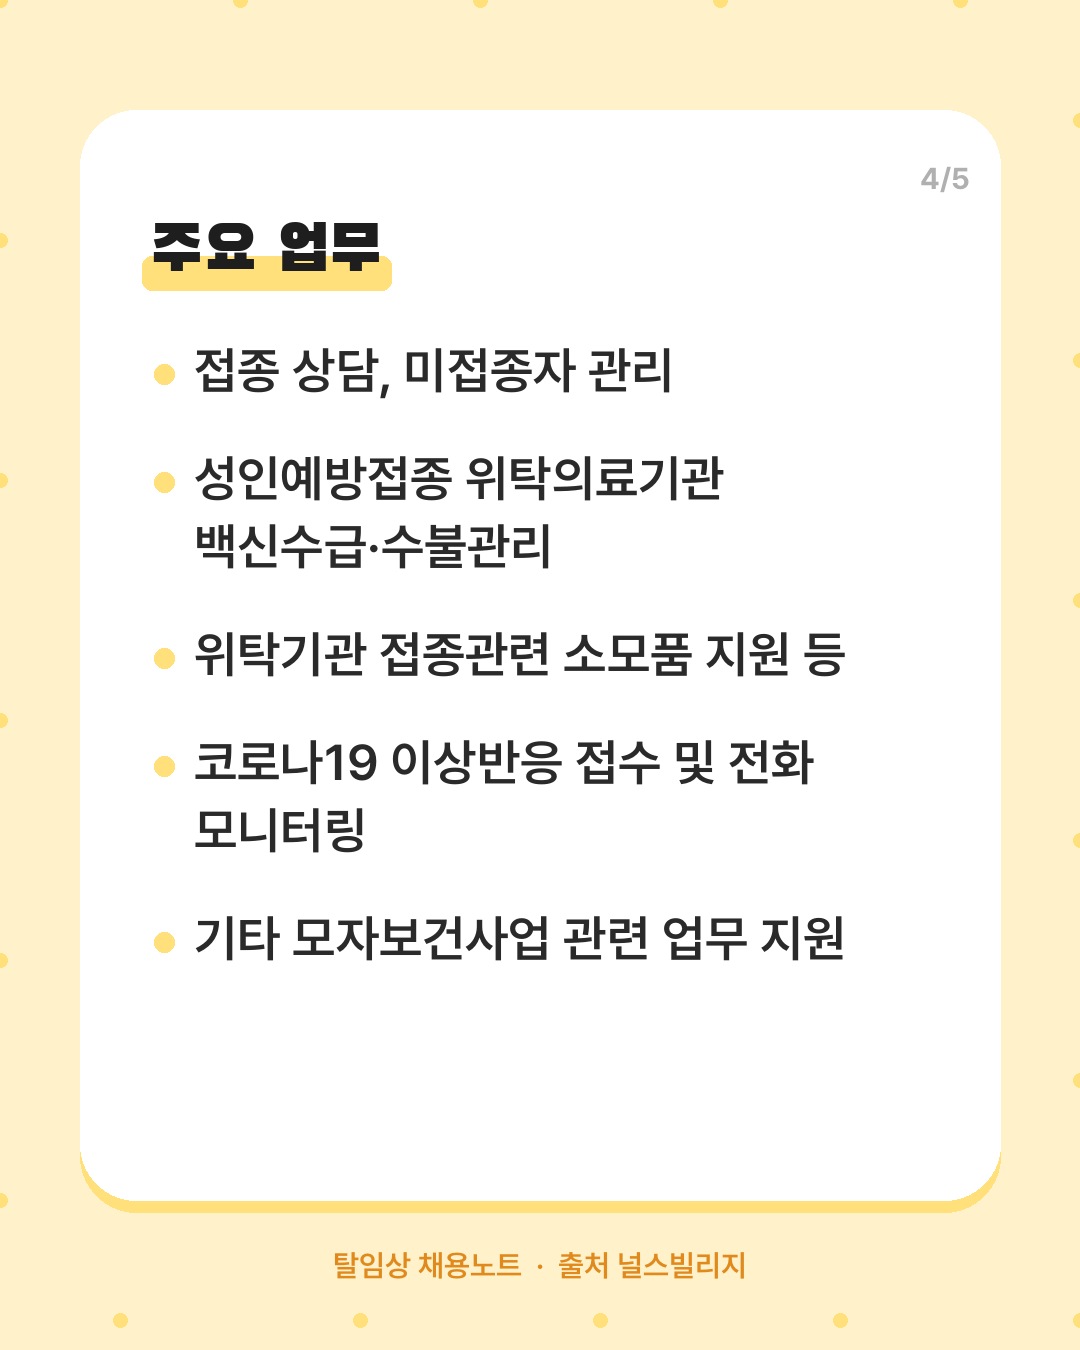 4/5
주요 업무
접종 상담, 미접종자 관리
성인예방접종 위탁의료기관
백신수급·수불관리
위탁기관 접종관련 소모품 지원 등
코로나19 이상반응 접수 및 전화
모니터링
기타 모자보건사업 관련 업무 지원
탈임상 채용노트 · 출처 널스빌리지